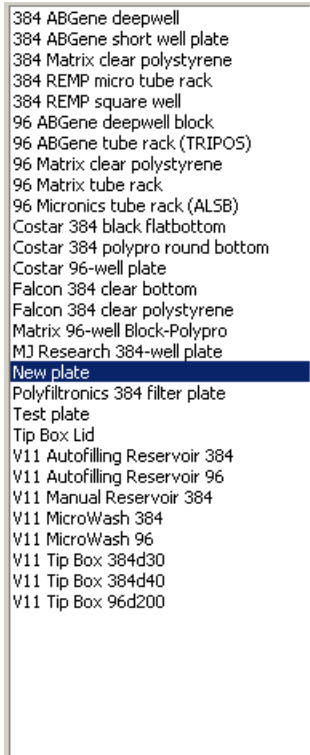 384 ABGene deepwell
384 ABGene short well plate
384 Matrix clear polystyrene
384 REMP micro tube rack
384 REMP square well
96 ABGene deepwell block
96 ABGene tube rack (TRIPOS)
96 Matrix clear polystyrene
96 Matrix tube rack
96 Micronics tube rack (ALSB)
Costar 384 black flatbottom
Costar 384 polypro round bottom
Costar 96-well plate
Falcon 384 clear bottom
Falcon 384 clear polystyrene
Matrix 96-well Block-Polypro
MJ Research 384-well plate
New plate
Polyfiltronics 384 filter plate
Test plate
Tip Box Lid
V11 Autofilling Reservoir 384
V11 Autofilling Reservoir 96
V11 Manual Reservoir 384
V11 MicroWash 384
V11 MicroWash 96
V11 Tip Box 384d30
V11 Tip Box 384d40
V11 Tip Box 96d200